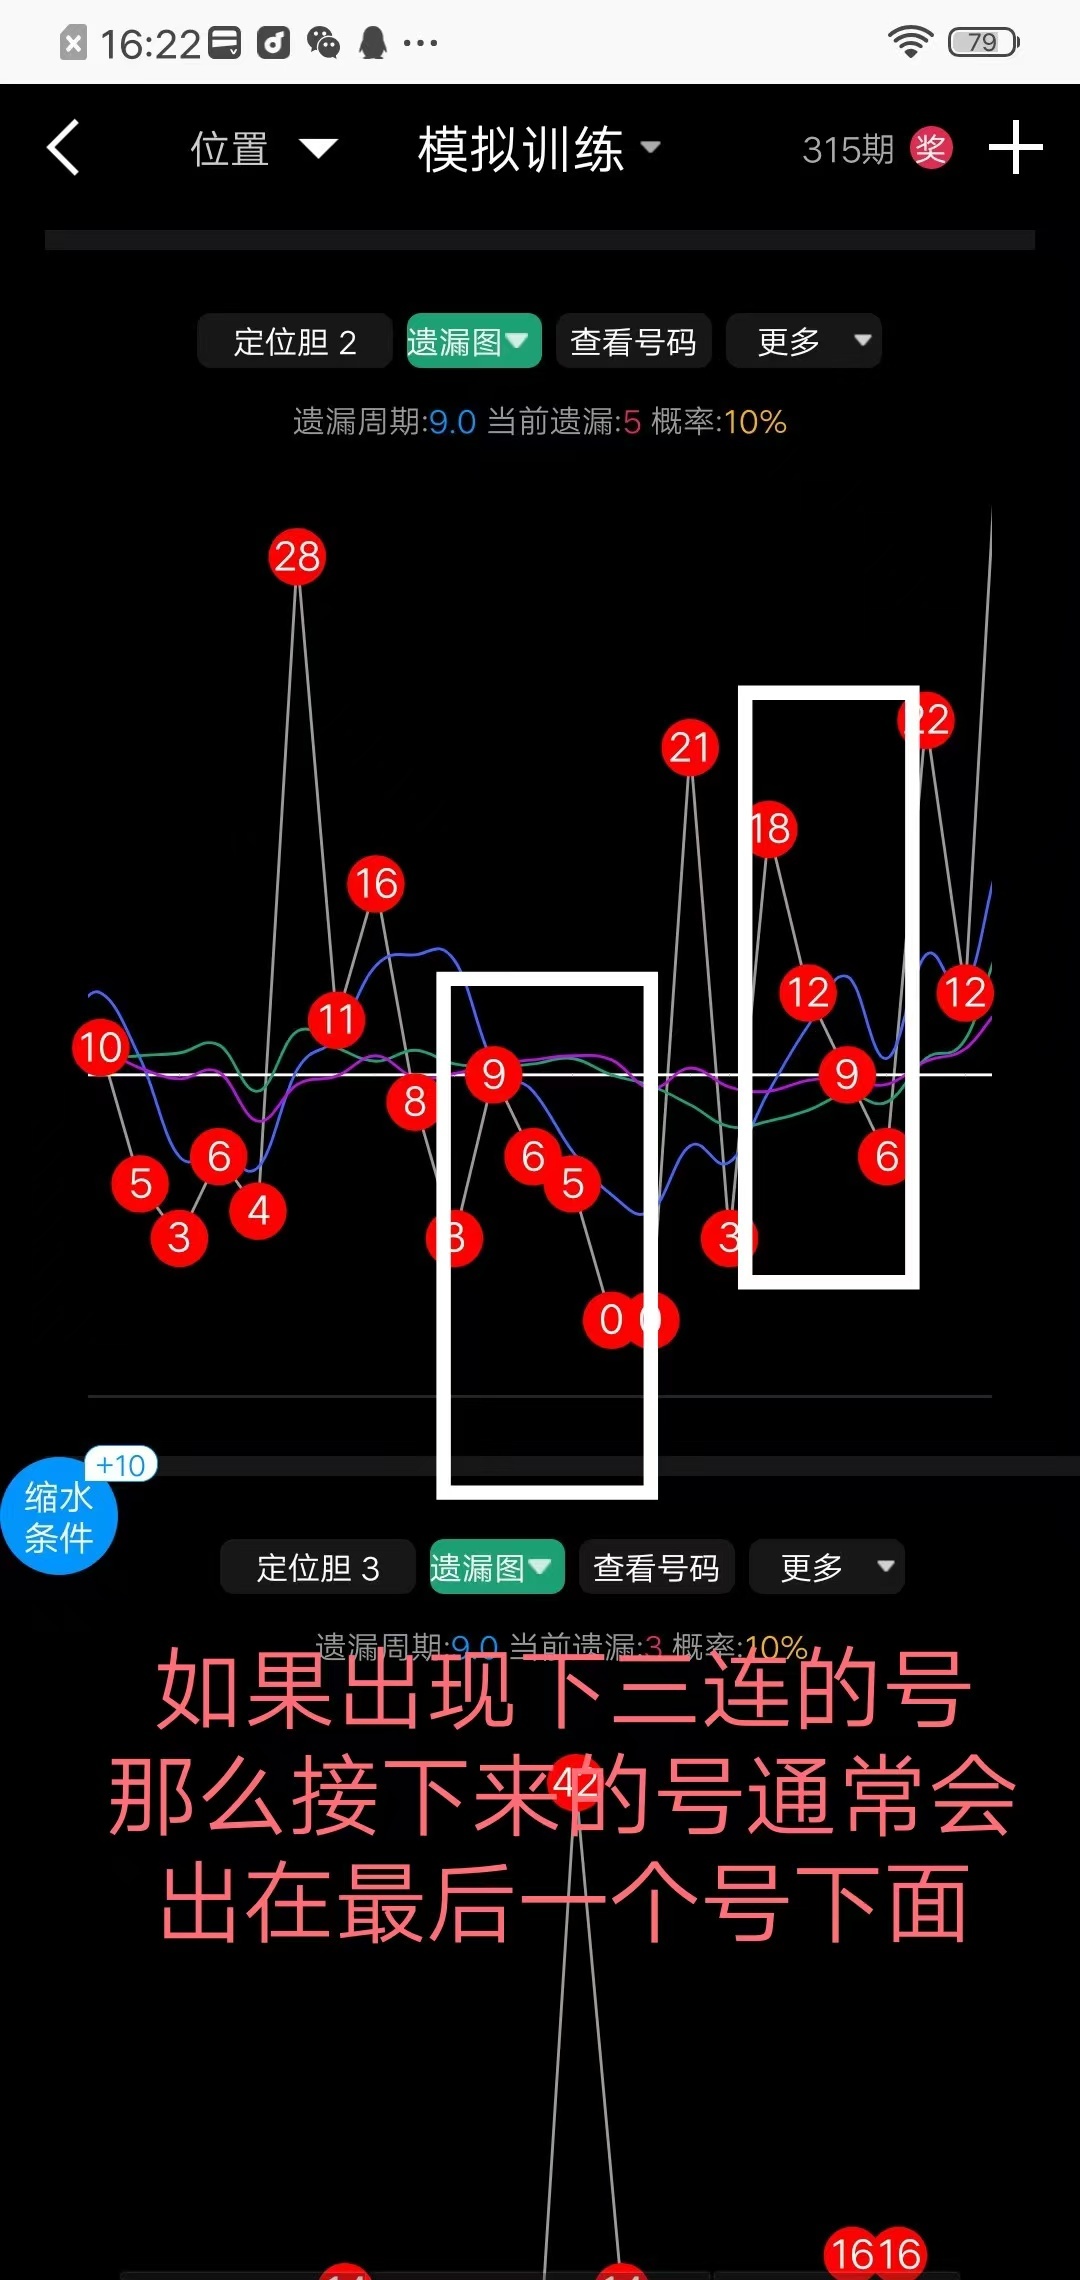 16:22
79
位置 模拟训练 315期 奖
定位胆 2 遗漏图 查看号码 更多
遗漏周期:9.0 当前遗漏:5 概率:10%
28
22
21
18
16
12
12
11
10
9
9
8
6
6
6
5
5
4
3
3
3
0
0
+10
缩水
条件
定位胆 3 遗漏图 查看号码 更多
遗漏周期:9.0 当前遗漏:3 概率:10%
如果出现下三连的号
那么接下来的号通常会
出在最后一个号下面
42
16
16